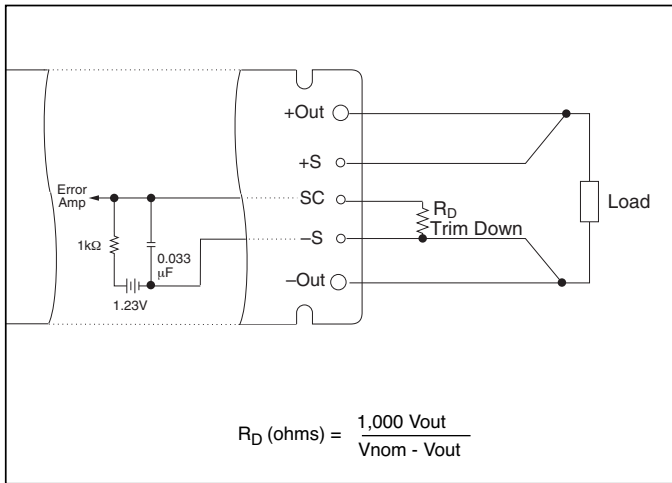 +Out
+S
Error
Amp
SC
R_D
Load
Trim Down
1kΩ
–S
0.033
µF
–Out
1.23V
R_D (ohms) = 1,000 Vout
Vnom - Vout